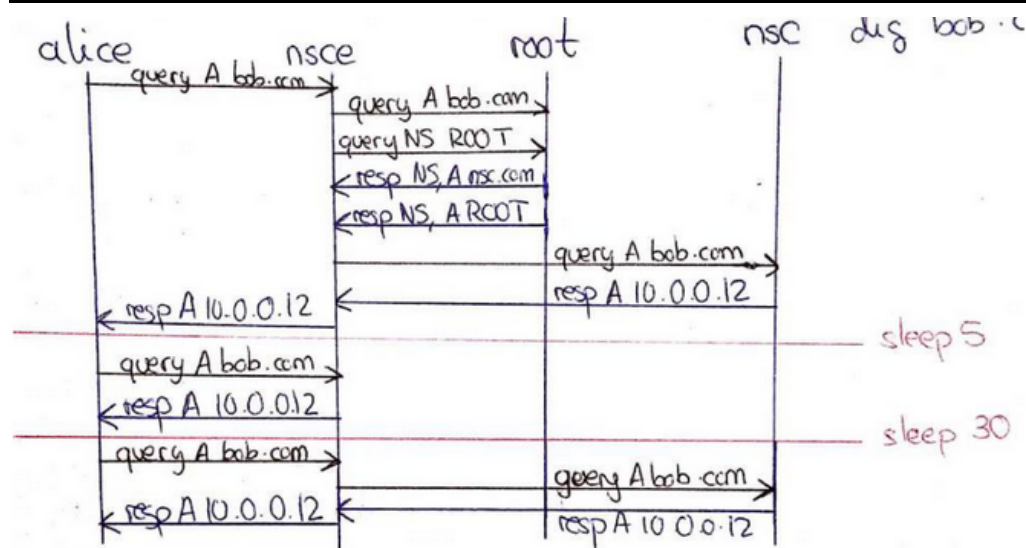 alice nsce root nsc dig bob.c
query A bob.com
query A bob.com
query NS ROOT
resp NS, A nsc.com
resp NS, A ROOT
query A bob.com
resp A 10.0.0.12
resp A 10.0.0.12
sleep 5
query A bob.com
resp A 10.0.0.12
sleep 30
query A bob.com
query A bob.com
resp A 10.0.0.12
resp A 10 0.0.12